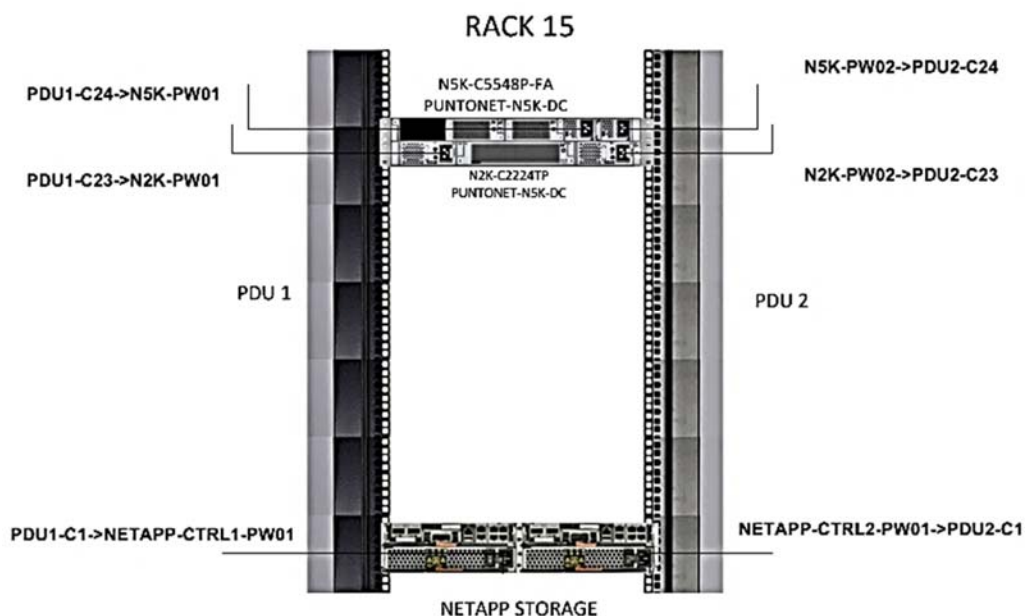 RACK 15
N5K-C5548P-FA
PUNTONET-N5K-DC
N5K-PW02->PDU2-C24
PDU1-C24->N5K-PW01
PDU1-C23->N2K-PW01
N2K-C2224TP
PUNTONET-N5K-DC
N2K-PW02->PDU2-C23
PDU 1
PDU 2
PDU1-C1->NETAPP-CTRL1-PW01
NETAPP-CTRL2-PW01->PDU2-C1
NETAPP STORAGE